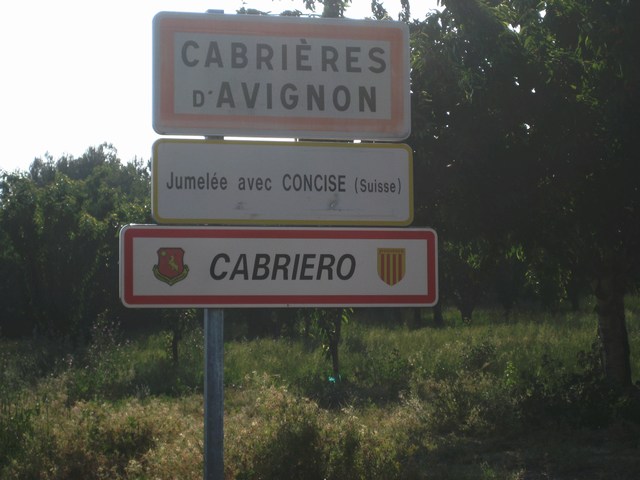 CABRIÈRES
D'AVIGNON
Jumelée avec CONCISE (Suisse)
CABRIERO